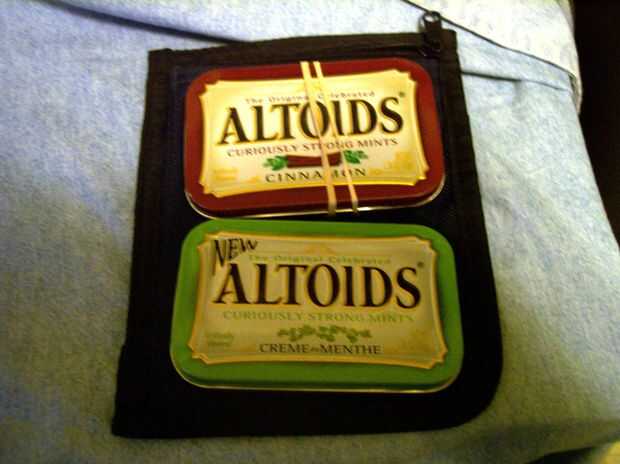 The Original Celebrated
ALTOIDS®
CURIOUSLY STRONG MINTS
CINNAMON
NEW
The Original Celebrated
ALTOIDS®
CURIOUSLY STRONG MINTS
CREME de MENTHE